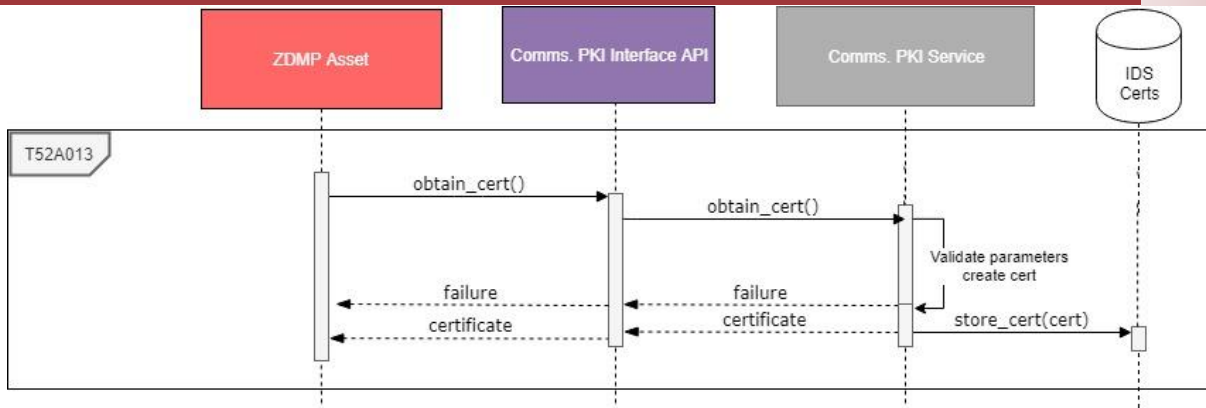 ZDMP Asset
Comms. PKI Interface API
Comms. PKI Service
IDS
Certs
T52A013
obtain_cert()
obtain_cert()
Validate parameters
create cert
failure
failure
certificate
certificate
store_cert(cert)